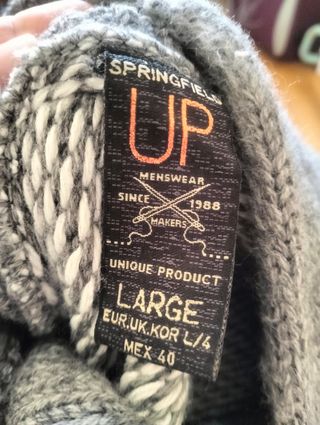 SPRINGFIELD
UP
MENSWEAR
SINCE 1988
MAKERS
UNIQUE PRODUCT
LARGE
EUR.UK.KOR L/4
MEX 40